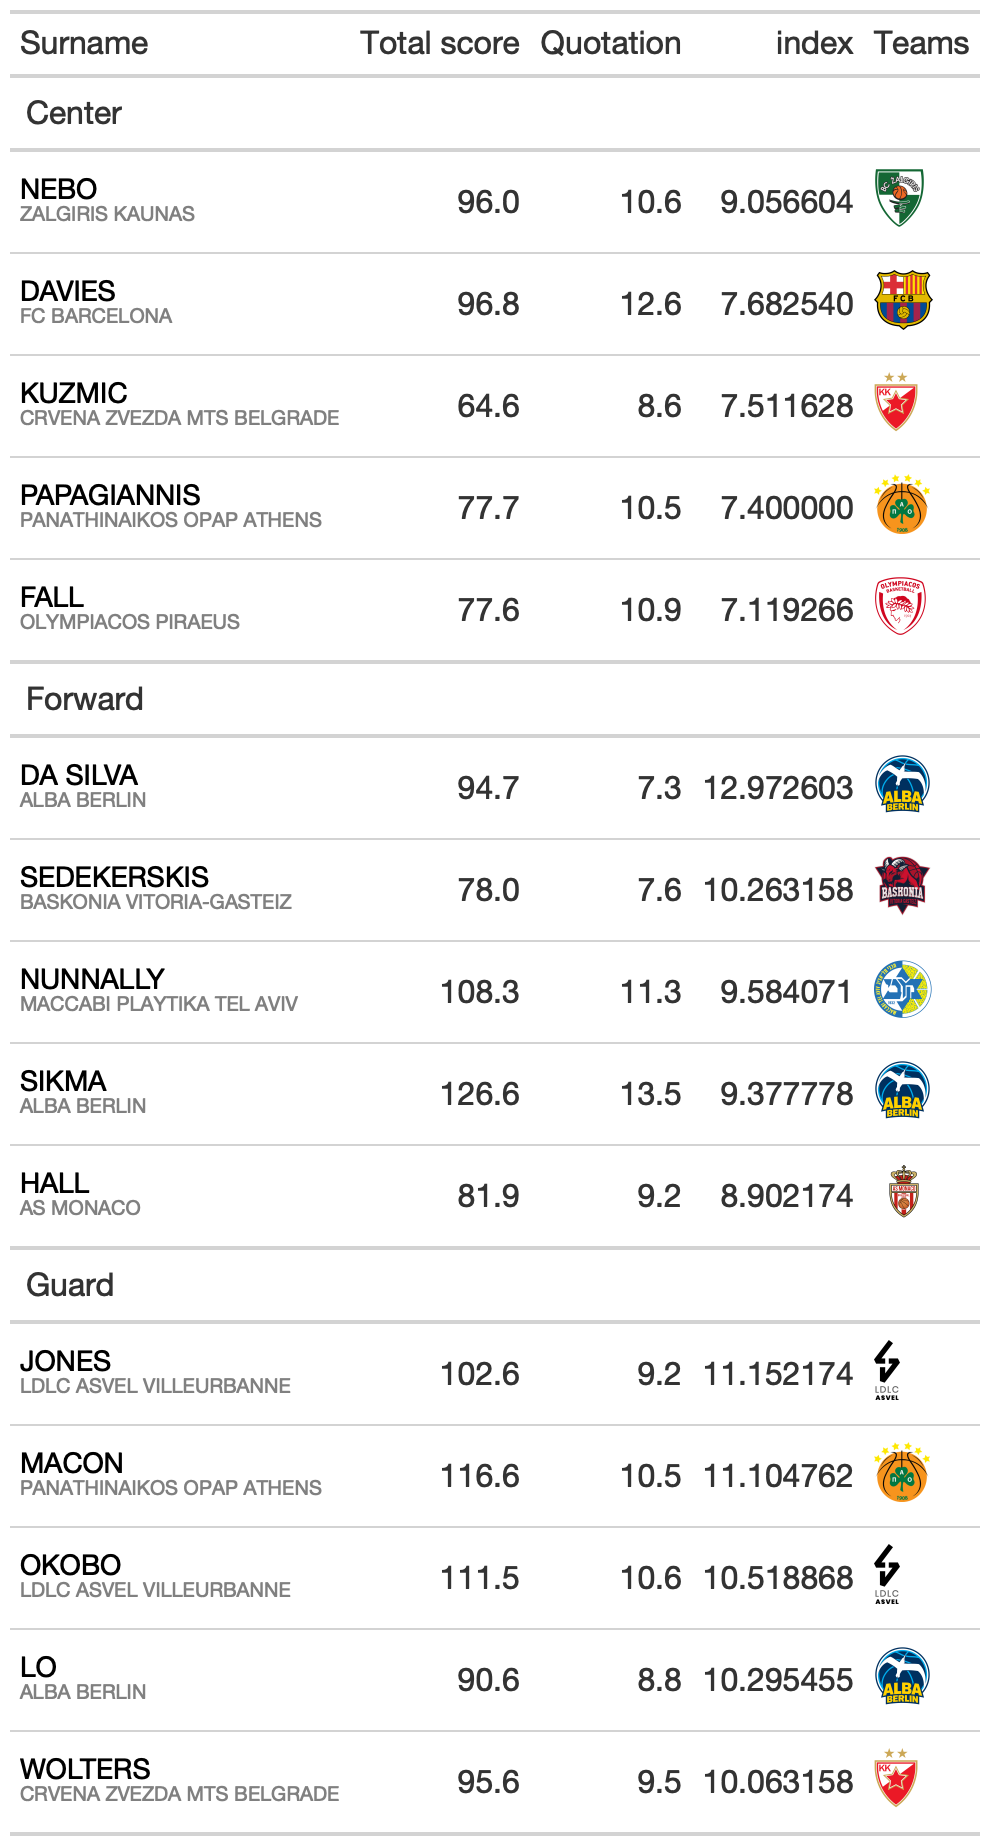 Surname Total score Quotation index Teams
Center
NEBO
ZALGIRIS KAUNAS
96.0 10.6 9.056604
DAVIES
FC BARCELONA
96.8 12.6 7.682540
FCB
KUZMIC
CRVENA ZVEZDA MTS BELGRADE
64.6 8.6 7.511628
KK
PAPAGIANNIS
PANATHINAIKOS OPAP ATHENS
77.7 10.5 7.400000
FALL
OLYMPIACOS PIRAEUS
77.6 10.9 7.119266
OLYMPIACOS
BASKETBALL
Forward
DA SILVA
ALBA BERLIN
94.7 7.3 12.972603
ALBA
BERLIN
SEDEKERSKIS
BASKONIA VITORIA-GASTEIZ
78.0 7.6 10.263158
BASKONIA
NUNNALLY
MACCABI PLAYTIKA TEL AVIV
108.3 11.3 9.584071
SIKMA
ALBA BERLIN
126.6 13.5 9.377778
ALBA
BERLIN
HALL
AS MONACO
81.9 9.2 8.902174
Guard
JONES
LDLC ASVEL VILLEURBANNE
102.6 9.2 11.152174
LDLC
ASVEL
MACON
PANATHINAIKOS OPAP ATHENS
116.6 10.5 11.104762
OKOBO
LDLC ASVEL VILLEURBANNE
111.5 10.6 10.518868
LDLC
ASVEL
LO
ALBA BERLIN
90.6 8.8 10.295455
ALBA
BERLIN
WOLTERS
CRVENA ZVEZDA MTS BELGRADE
95.6 9.5 10.063158
KK